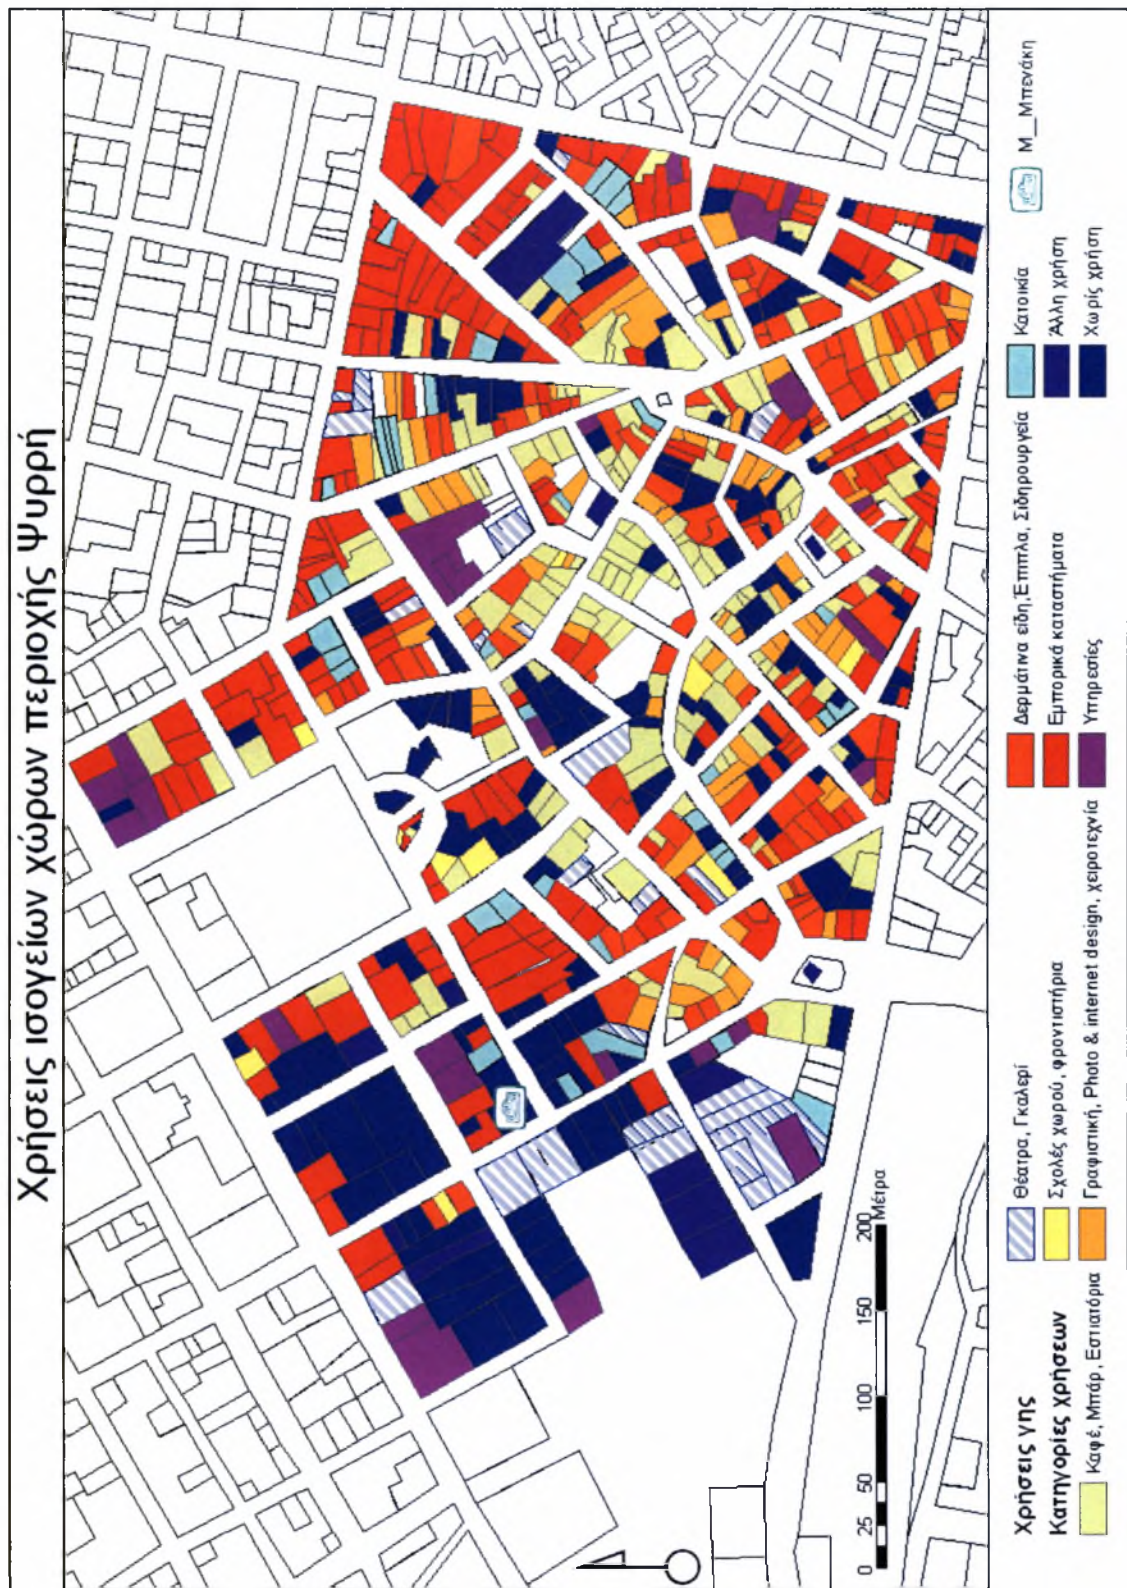 Χρήσεις ισογείων χώρων περιοχής Ψυρρή
0 25 50 100 150 200
Μέτρα
Χρήσεις γης
Κατηγορίες χρήσεων
Καφέ, Μπάρ, Εστιατόρια
Θέατρα, Γκαλερί
Σχολές χωρού, φροντιστήρια
Γραφιστική, Photo & internet design, χειροτεχνία
Δερμάτινα είδη, Έπιπλα, Σιδηρουργεία
Εμπορικά καταστήματα
Υπηρεσίες
Κατοικία
Άλλη χρήση
Χωρίς χρήση
Μ_Μπενάκη